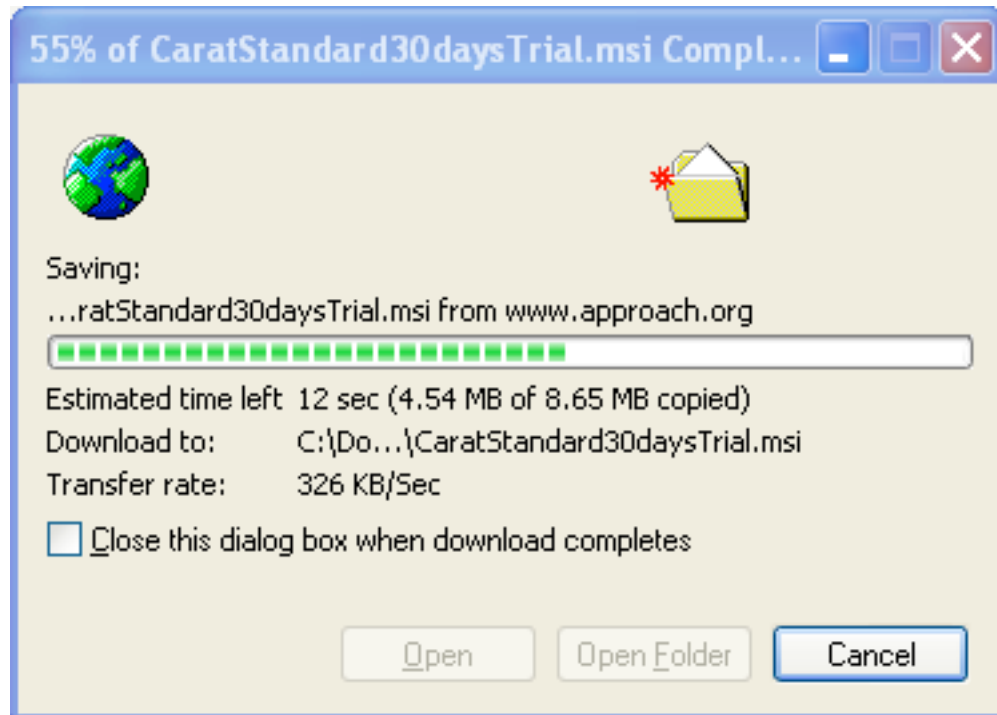 55% of CaratStandard30daysTrial.msi Compl...
Saving:
...ratStandard30daysTrial.msi from www.approach.org
Estimated time left 12 sec (4.54 MB of 8.65 MB copied)
Download to: C:\Do...\CaratStandard30daysTrial.msi
Transfer rate: 326 KB/Sec
Close this dialog box when download completes
Open Open Folder Cancel